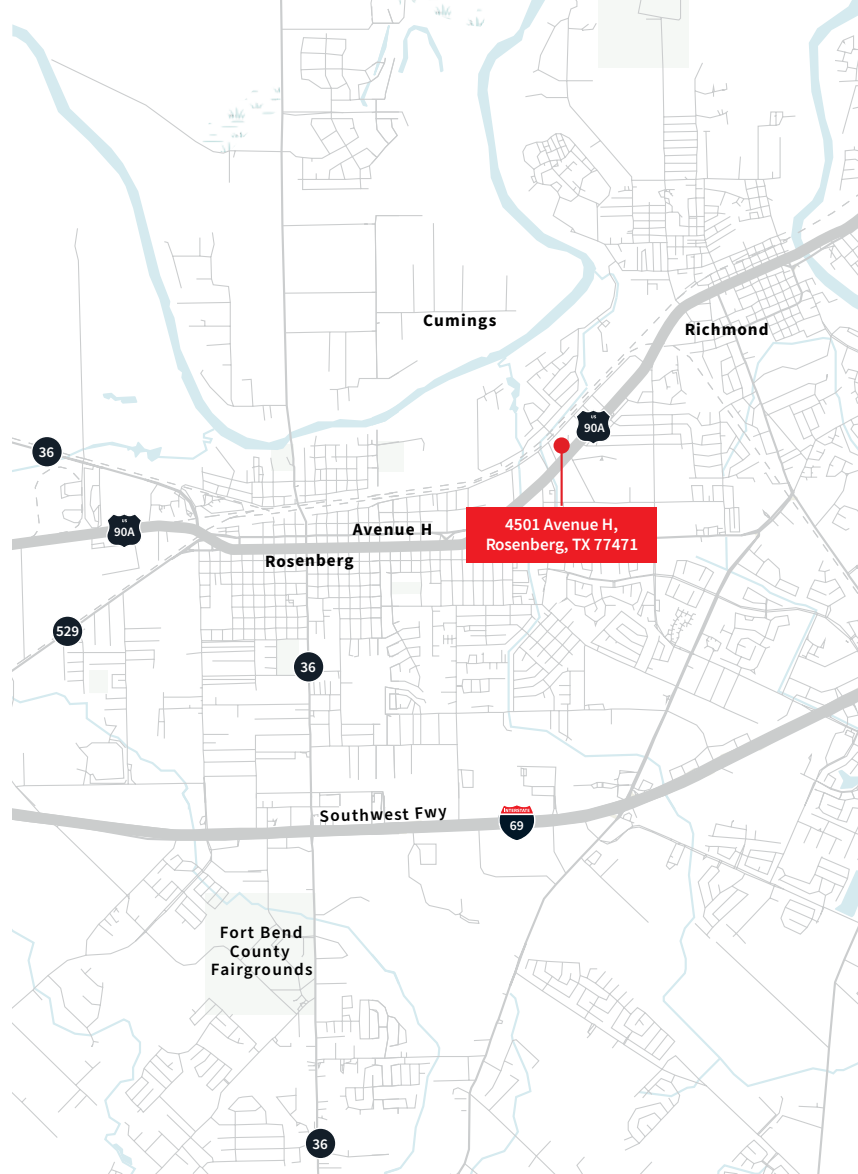 Cumings
Richmond
US
90A
36
US
90A
Avenue H
4501 Avenue H,
Rosenberg, TX 77471
Rosenberg
529
36
Southwest Fwy
INTERSTATE
69
Fort Bend
County
Fairgrounds
36